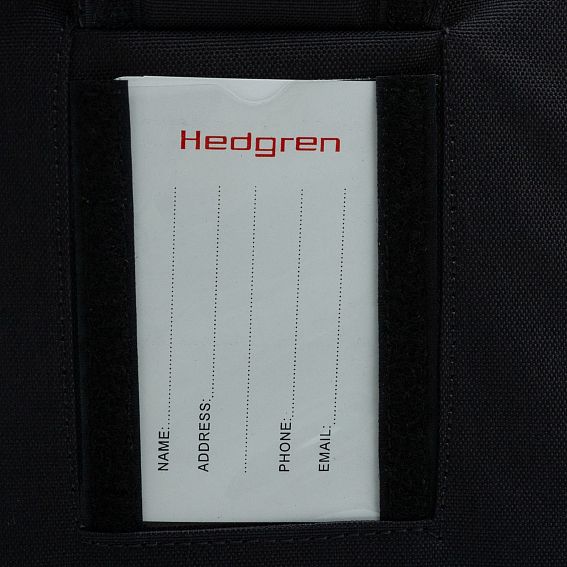 Hedgren
NAME:
ADDRESS:
PHONE:
EMAIL: